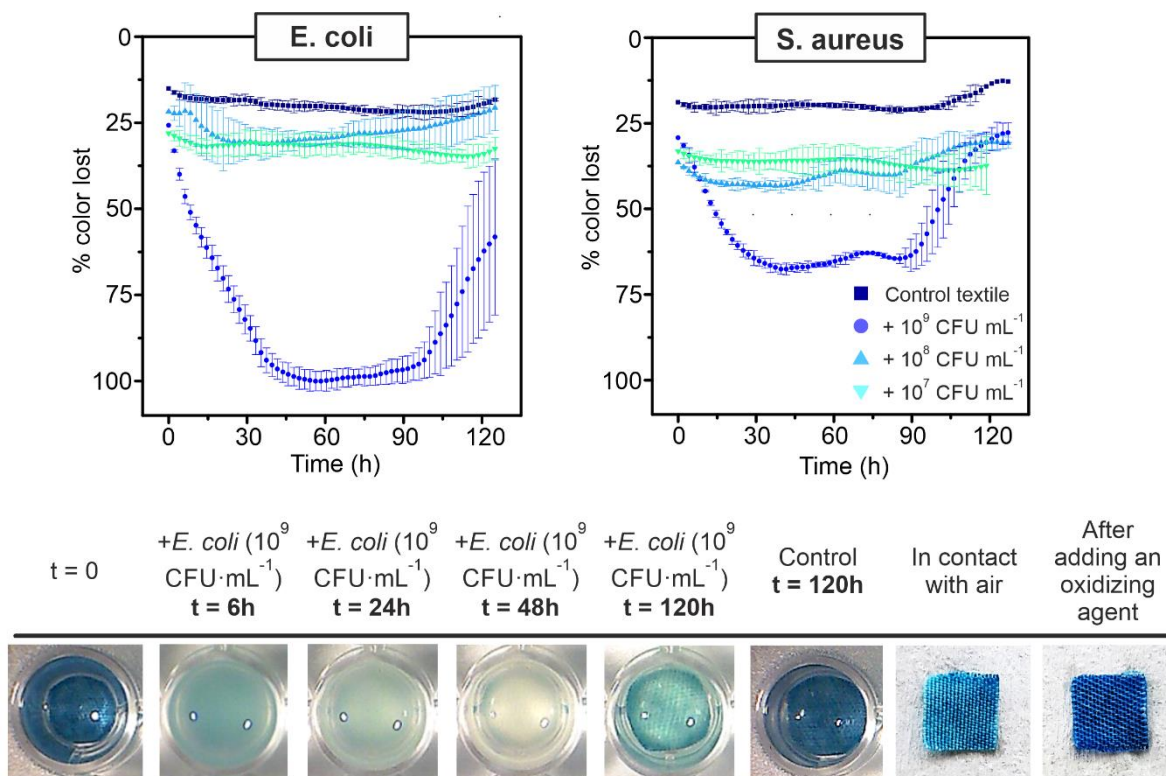 E. coli
0
25
50
75
100
% color lost
0 30 60 90 120
Time (h)
S. aureus
0
25
50
75
100
% color lost
0 30 60 90 120
Time (h)
Control textile
+ 10⁹ CFU mL⁻¹
+ 10⁸ CFU mL⁻¹
+ 10⁷ CFU mL⁻¹
t = 0
+E. coli (10⁹
CFU·mL⁻¹)
t = 6h
+E. coli (10⁹
CFU·mL⁻¹)
t = 24h
+E. coli (10⁹
CFU·mL⁻¹)
t = 48h
+E. coli (10⁹
CFU·mL⁻¹)
t = 120h
Control
t = 120h
In contact
with air
After
adding an
oxidizing
agent